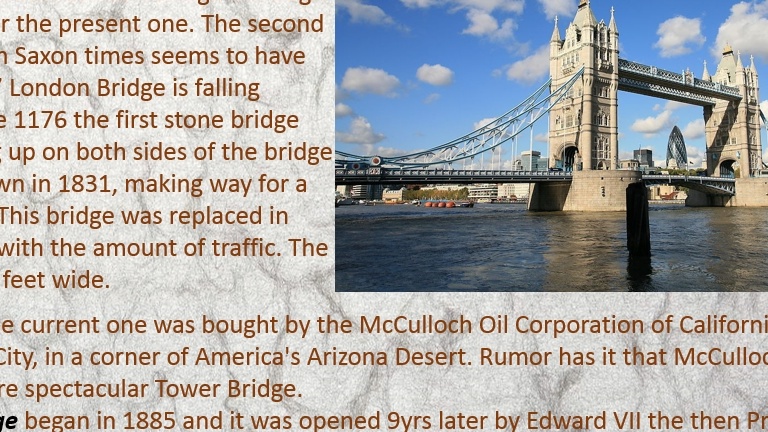 r the present one. The second
n Saxon times seems to have
London Bridge is falling
e 1176 the first stone bridge
g up on both sides of the bridge
wn in 1831, making way for a
This bridge was replaced in
with the amount of traffic. The
feet wide.
e current one was bought by the McCulloch Oil Corporation of Californi
City, in a corner of America's Arizona Desert. Rumor has it that McCulloc
re spectacular Tower Bridge.
ge began in 1885 and it was opened 9yrs later by Edward VII the then Pr